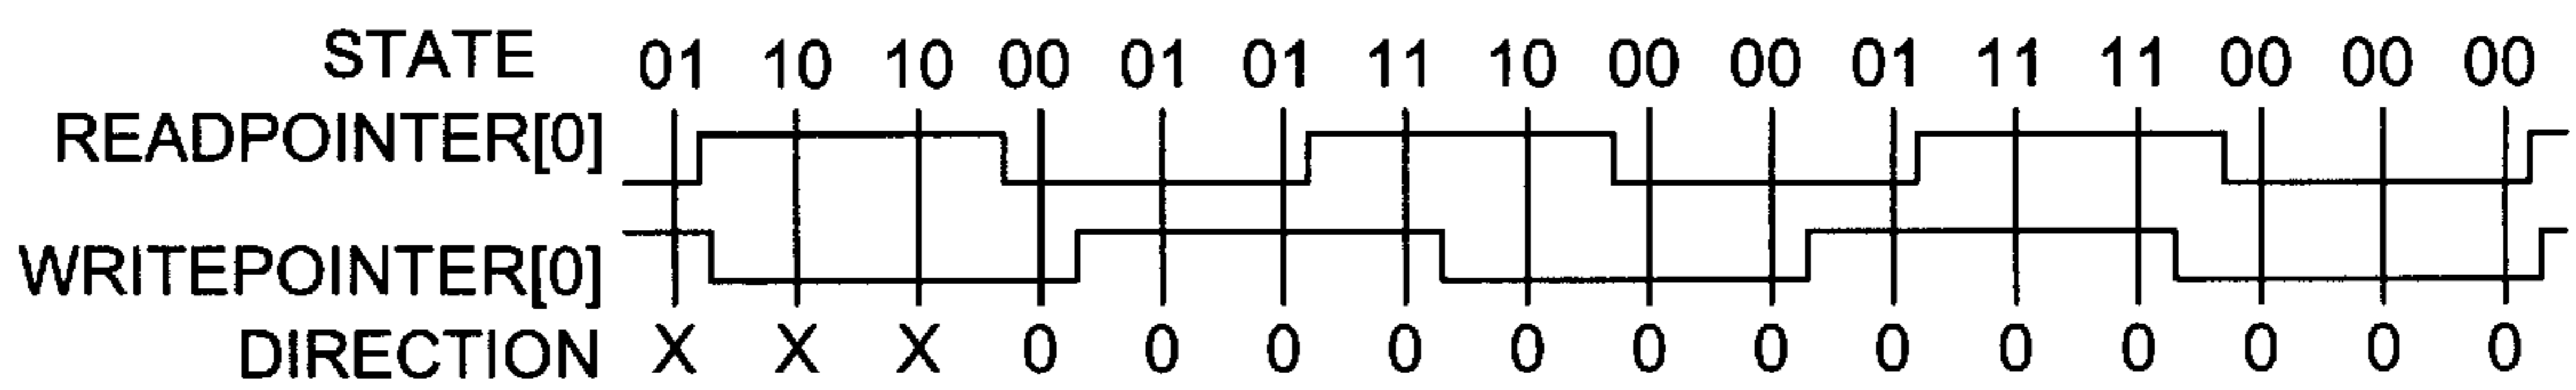 STATE 01 10 10 00 01 01 11 10 00 00 01 11 11 00 00 00
READPOINTER[0]
WRITEPOINTER[0]
DIRECTION X X X 0 0 0 0 0 0 0 0 0 0 0 0 0